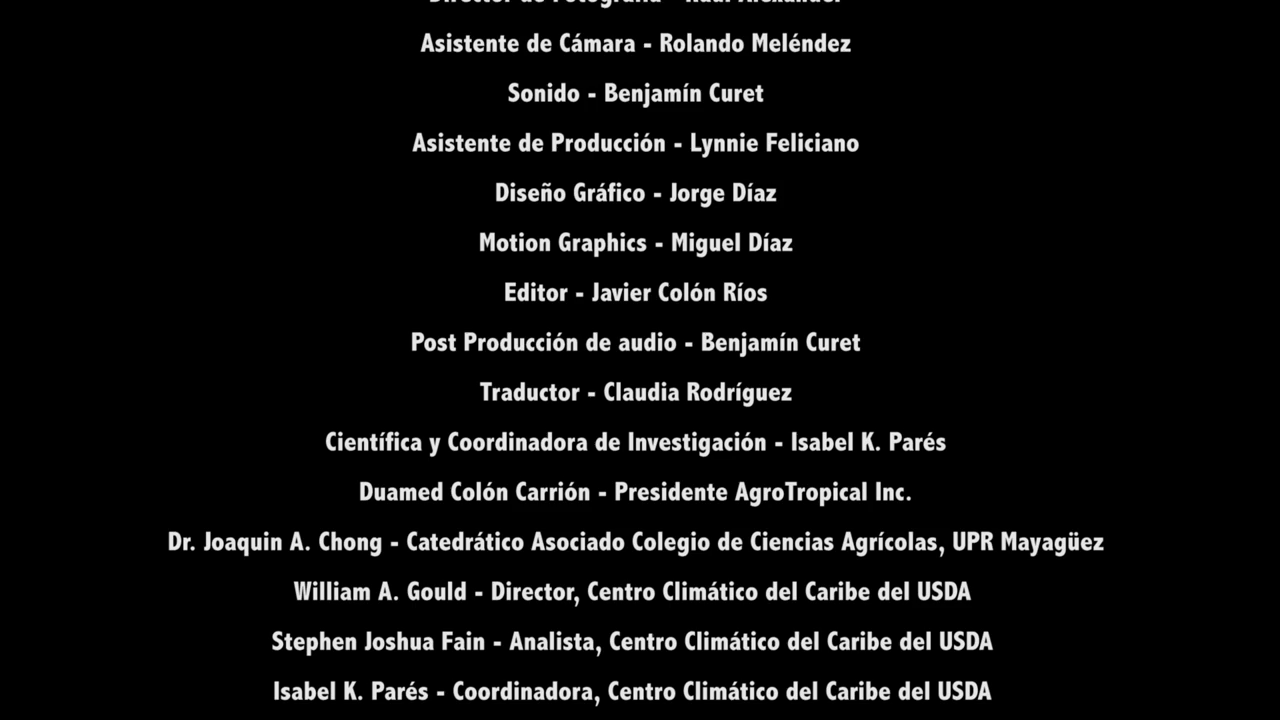 Director de Fotografía - Raúl Alexander
Asistente de Cámara - Rolando Meléndez
Sonido - Benjamín Curet
Asistente de Producción - Lynnie Feliciano
Diseño Gráfico - Jorge Díaz
Motion Graphics - Miguel Díaz
Editor - Javier Colón Ríos
Post Producción de audio - Benjamín Curet
Traductor - Claudia Rodríguez
Científica y Coordinadora de Investigación - Isabel K. Parés
Duamed Colón Carrión - Presidente AgroTropical Inc.
Dr. Joaquin A. Chong - Catedrático Asociado Colegio de Ciencias Agrícolas, UPR Mayagüez
William A. Gould - Director, Centro Climático del Caribe del USDA
Stephen Joshua Fain - Analista, Centro Climático del Caribe del USDA
Isabel K. Parés - Coordinadora, Centro Climático del Caribe del USDA